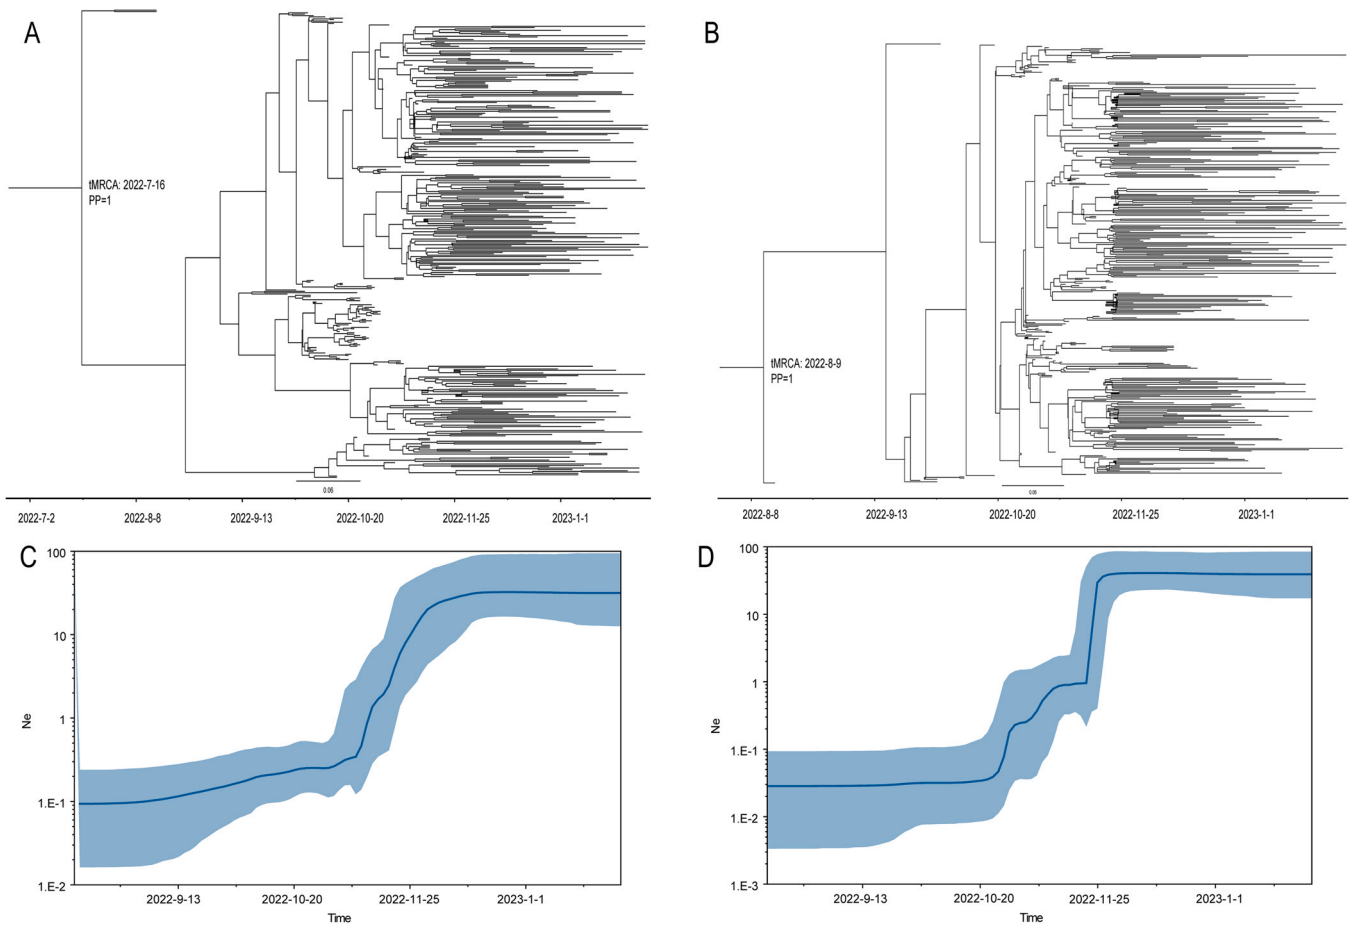 A
B
tMRCA: 2022-7-16
PP=1
tMRCA: 2022-8-9
PP=1
0.06
0.06
2022-7-2 2022-8-8 2022-9-13 2022-10-20 2022-11-25 2023-1-1
2022-8-8 2022-9-13 2022-10-20 2022-11-25 2023-1-1
C
100
10
1
1.E-1
1.E-2
Ne
2022-9-13 2022-10-20 2022-11-25 2023-1-1
Time
D
100
10
1
1.E-1
1.E-2
1.E-3
Ne
2022-9-13 2022-10-20 2022-11-25 2023-1-1
Time